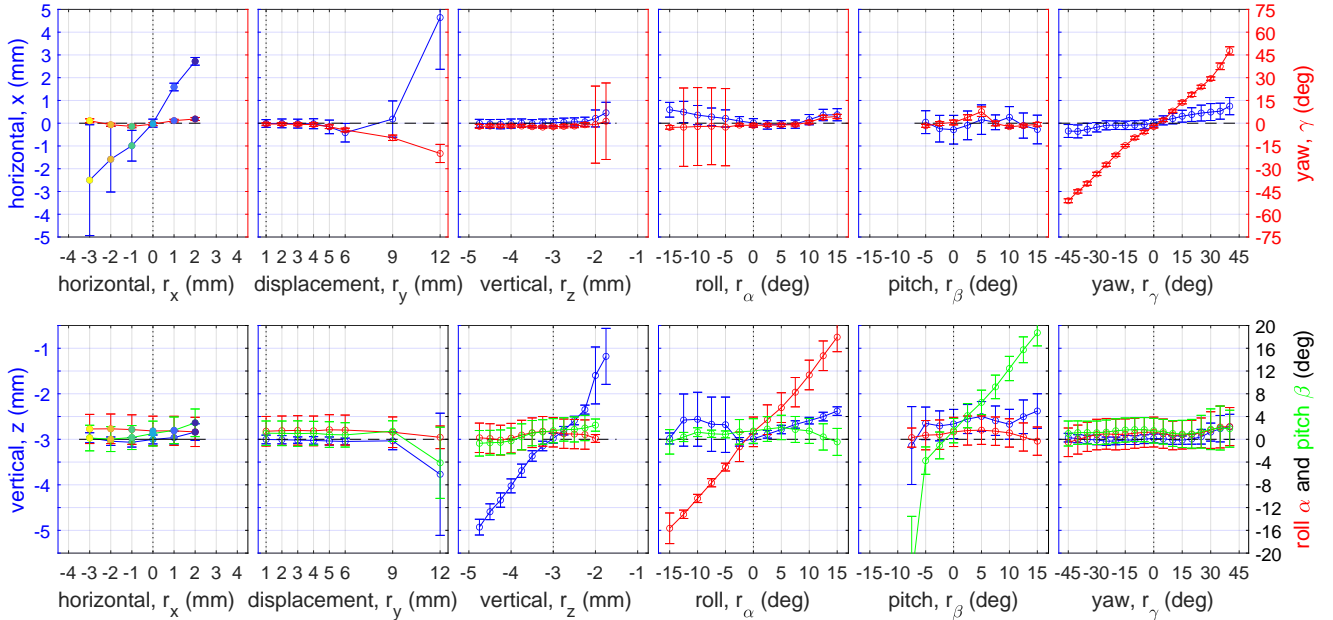 5
4
3
2
1
0
-1
-2
-3
-4
5
horizontal, x (mm)
75
60
45
30
15
0
-15
-30
-45
-60
-75
yaw, γ (deg)
-4 -3 -2 -1 0 1 2 3 4
1 2 3 4 5 6 9 12
-5 -4 -3 -2 -1
-15 -10 -5 0 5 10 15
-15 -10 -5 0 5 10 15
-45 -30 -15 0 15 30 45
horizontal, r_x (mm)
displacement, r_y (mm)
vertical, r_z (mm)
roll, r_α (deg)
pitch, r_β (deg)
yaw, r_γ (deg)
-1
-2
-3
-4
-5
vertical, z (mm)
20
16
12
8
4
0
-4
-8
-12
-16
-20
roll α and pitch β (deg)
-4 -3 -2 -1 0 1 2 3 4
1 2 3 4 5 6 9 12
-5 -4 -3 -2 -1
-15 -10 -5 0 5 10 15
-15 -10 -5 0 5 10 15
-45 -30 -15 0 15 30 45
horizontal, r_x (mm)
displacement, r_y (mm)
vertical, r_z (mm)
roll, r_α (deg)
pitch, r_β (deg)
yaw, r_γ (deg)